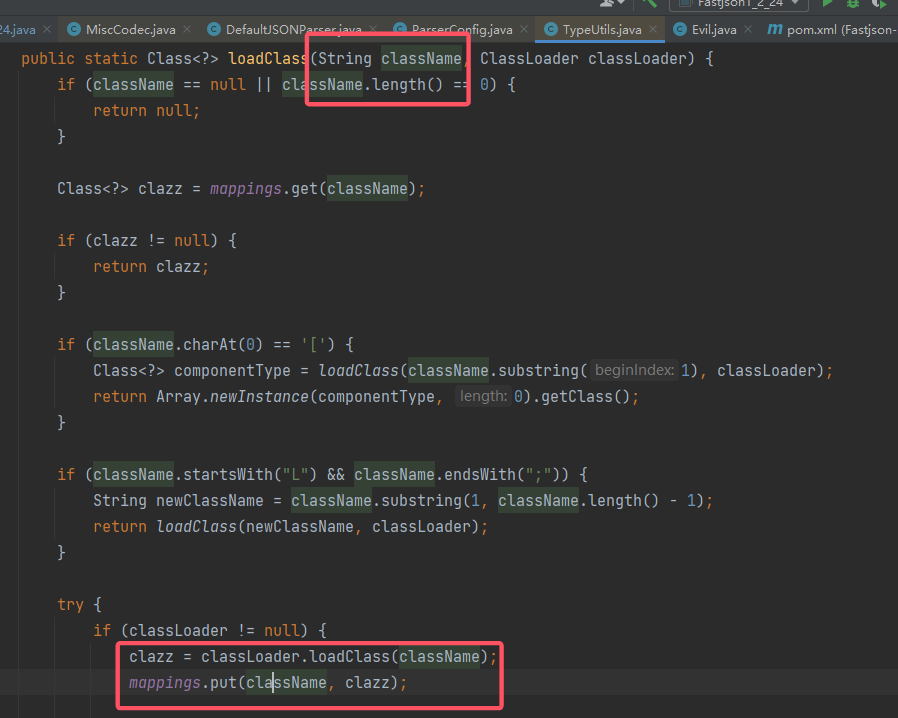 Fastjson1_2_24
24.java MiscCodec.java DefaultJSONParser.java ParserConfig.java TypeUtils.java Evil.java m pom.xml (Fastjson-
public static Class<?> loadClass(String className, ClassLoader classLoader) {
if (className == null || className.length() == 0) {
return null;
}
Class<?> clazz = mappings.get(className);
if (clazz != null) {
return clazz;
}
if (className.charAt(0) == '[') {
Class<?> componentType = loadClass(className.substring( beginIndex: 1), classLoader);
return Array.newInstance(componentType, length: 0).getClass();
}
if (className.startsWith("L") && className.endsWith(";")) {
String newClassName = className.substring(1, className.length() - 1);
return loadClass(newClassName, classLoader);
}
try {
if (classLoader != null) {
clazz = classLoader.loadClass(className);
mappings.put(className, clazz);